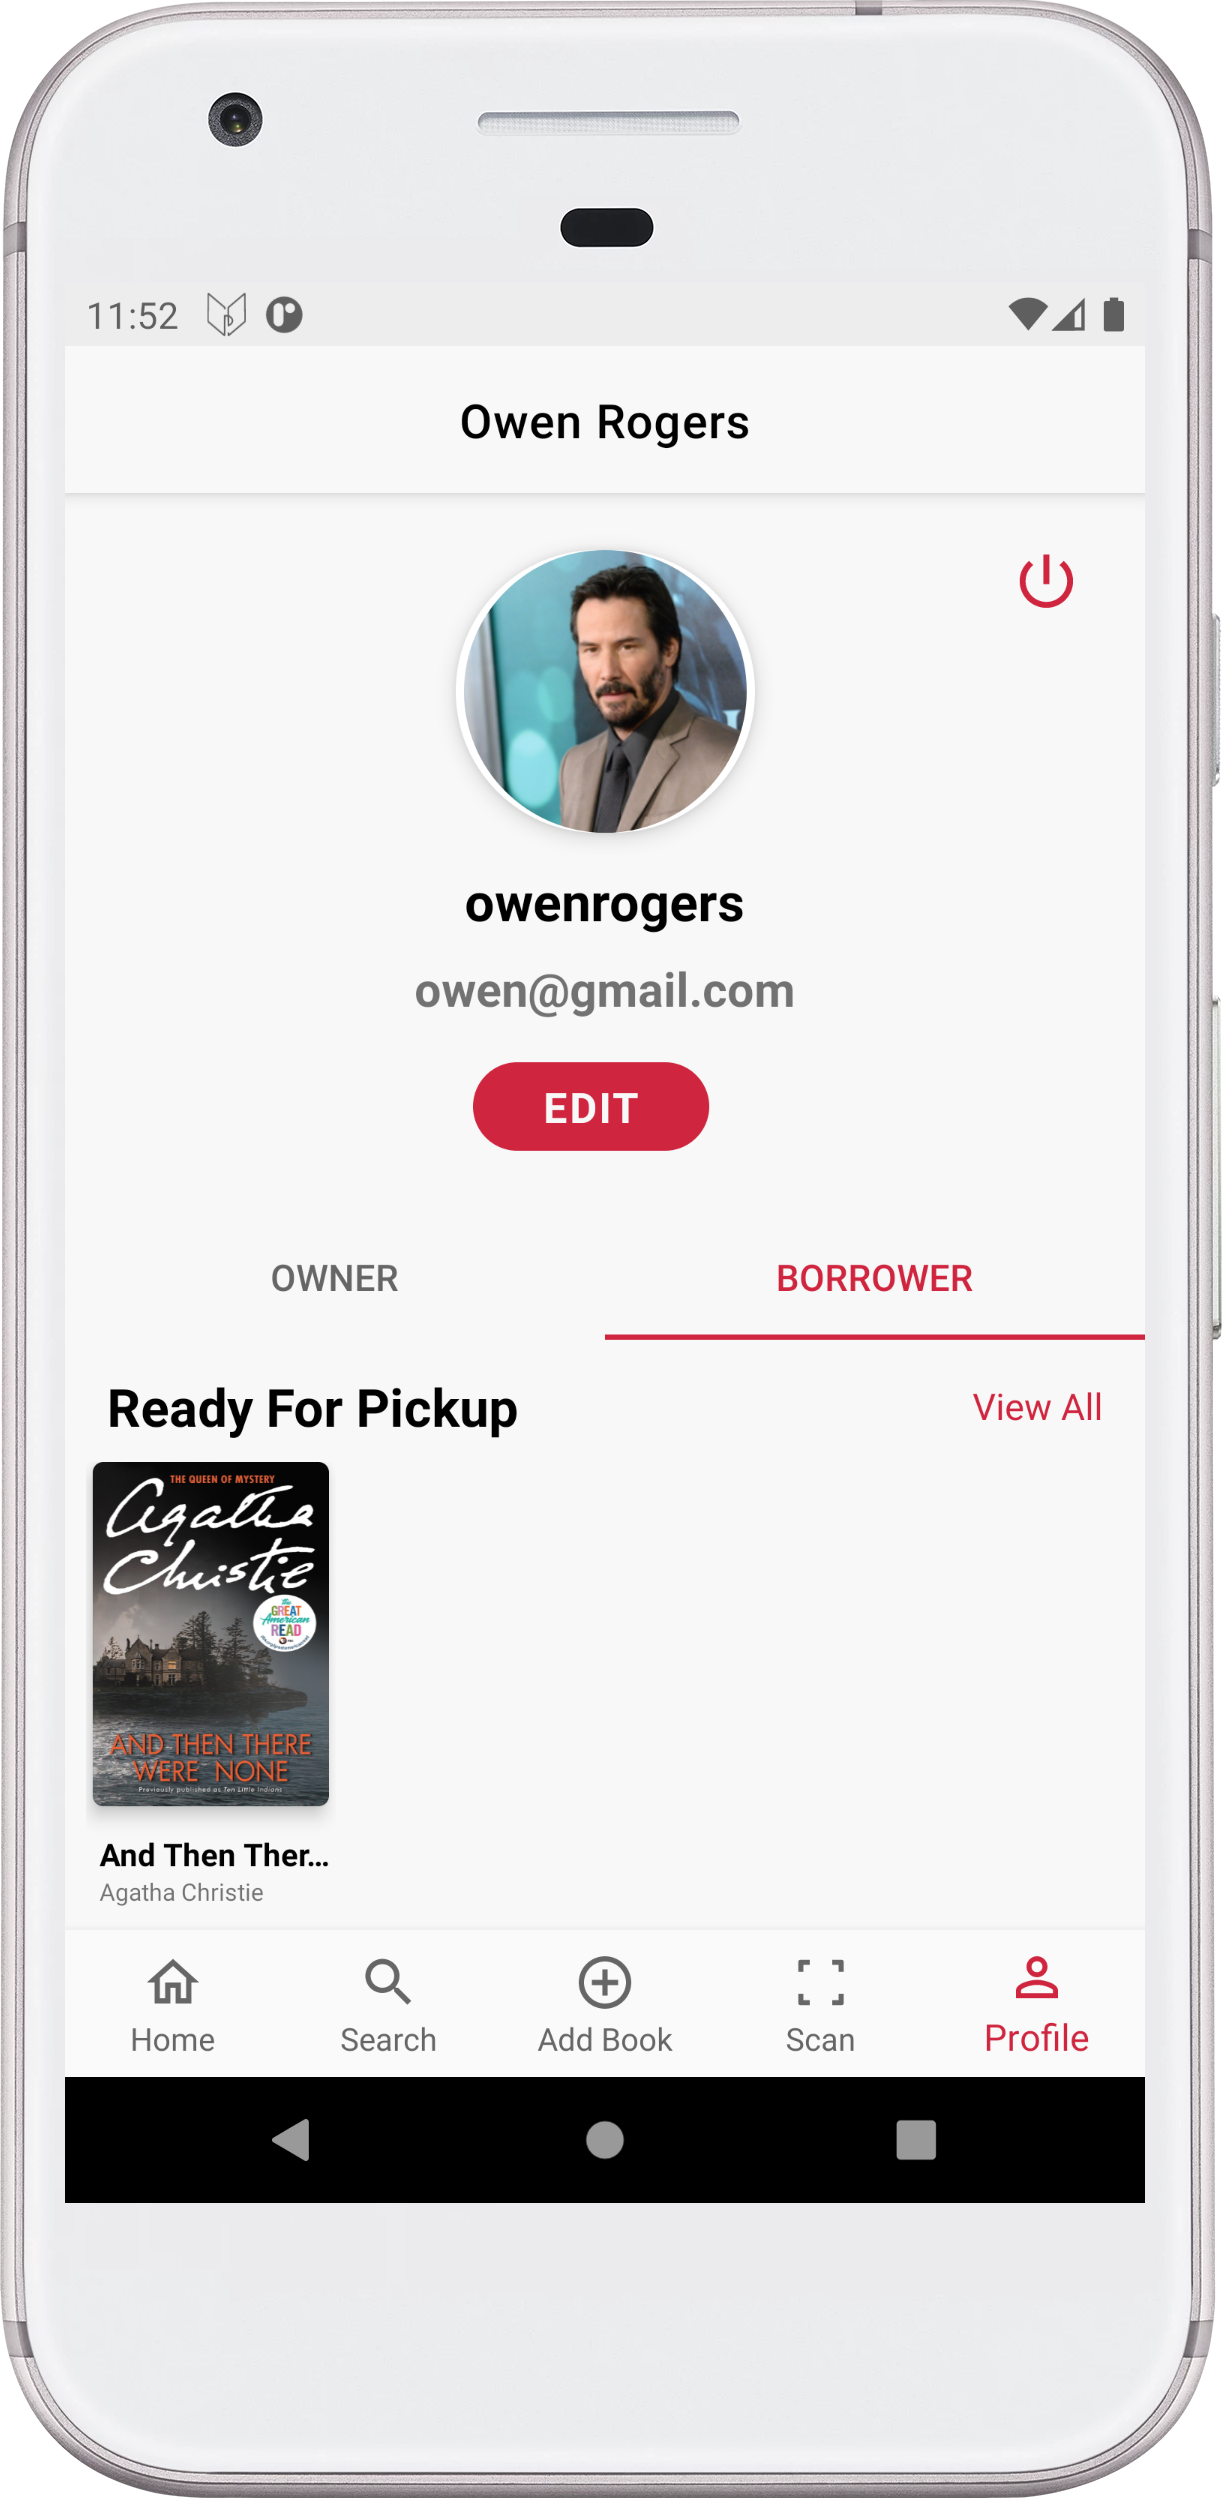 11:52
Owen Rogers
owenrogers
owen@gmail.com
EDIT
OWNER
BORROWER
Ready For Pickup
View All
THE QUEEN OF MYSTERY
Agatha
Christie
the
GREAT
American
READ
AND THEN THERE
WERE NONE
Previously published as Ten Little Indians
And Then Ther...
Agatha Christie
Home
Search
Add Book
Scan
Profile